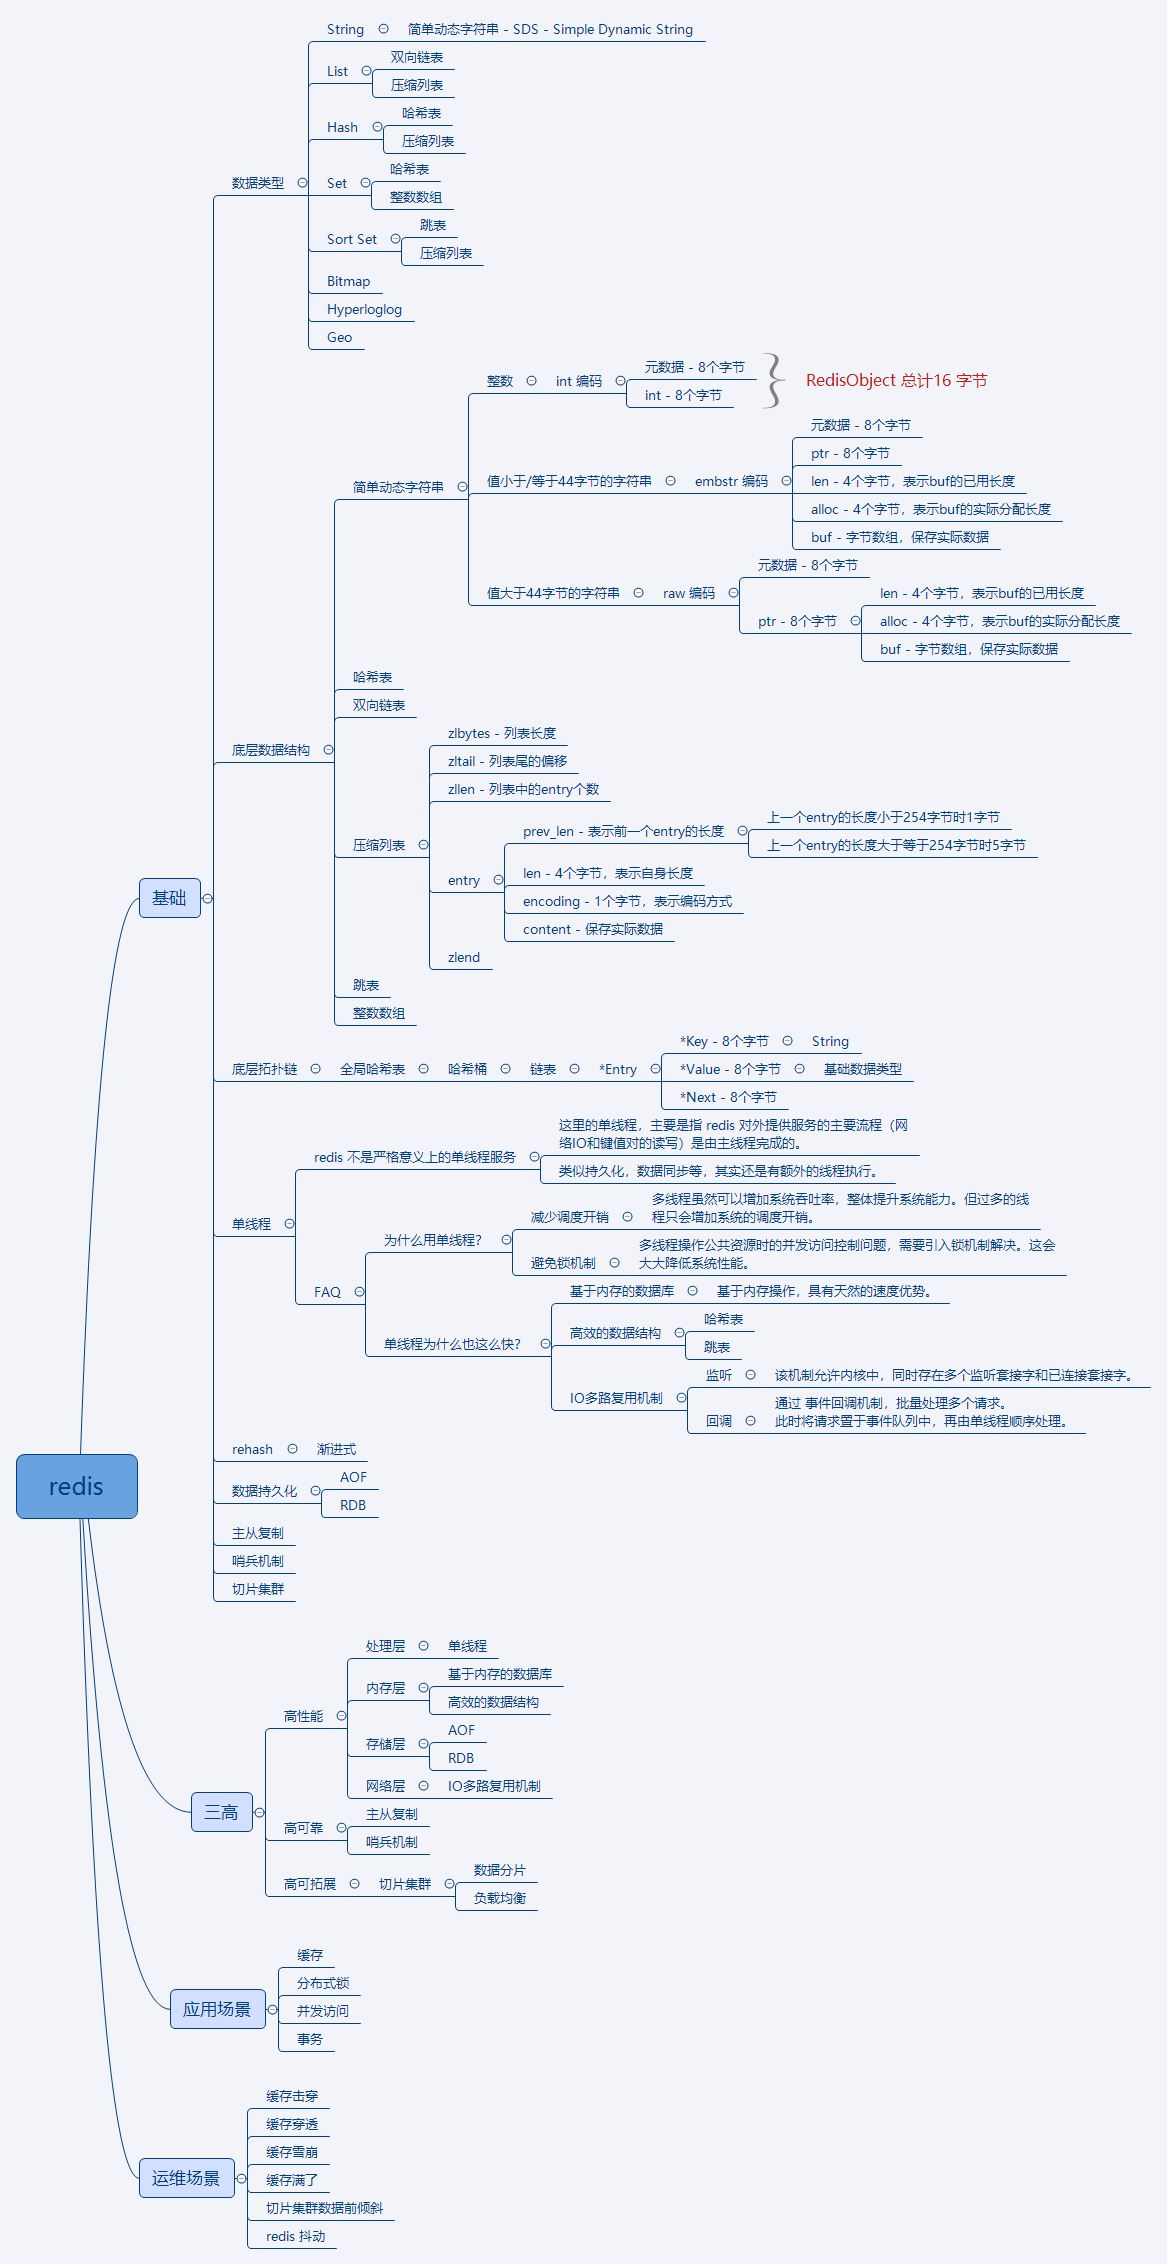 redis
基础
数据类型
String
简单动态字符串 - SDS - Simple Dynamic String
List
双向链表
压缩列表
Hash
哈希表
压缩列表
Set
哈希表
整数数组
Sort Set
跳表
压缩列表
Bitmap
Hyperloglog
Geo
底层数据结构
简单动态字符串
整数
int 编码
元数据 - 8个字节
int - 8个字节
RedisObject 总计16 字节
值小于/等于44字节的字符串
embstr 编码
元数据 - 8个字节
ptr - 8个字节
len - 4个字节，表示buf的已用长度
alloc - 4个字节，表示buf的实际分配长度
buf - 字节数组，保存实际数据
值大于44字节的字符串
raw 编码
元数据 - 8个字节
ptr - 8个字节
len - 4个字节，表示buf的已用长度
alloc - 4个字节，表示buf的实际分配长度
buf - 字节数组，保存实际数据
哈希表
双向链表
压缩列表
zlbytes - 列表长度
zltail - 列表尾的偏移
zllen - 列表中的entry个数
entry
prev_len - 表示前一个entry的长度
上一个entry的长度小于254字节时1字节
上一个entry的长度大于等于254字节时5字节
len - 4个字节，表示自身长度
encoding - 1个字节，表示编码方式
content - 保存实际数据
zlend
跳表
整数数组
底层拓扑链
全局哈希表
哈希桶
链表
*Entry
*Key - 8个字节
String
*Value - 8个字节
基础数据类型
*Next - 8个字节
单线程
redis 不是严格意义上的单线程服务
这里的单线程，主要是指 redis 对外提供服务的主要流程（网
络IO和键值对的读写）是由主线程完成的。
类似持久化，数据同步等，其实还是有额外的线程执行。
FAQ
为什么用单线程？
减少调度开销
多线程虽然可以增加系统吞吐率，整体提升系统能力。但过多的线
程只会增加系统的调度开销。
避免锁机制
多线程操作公共资源时的并发访问控制问题，需要引入锁机制解决。这会
大大降低系统性能。
单线程为什么也这么快？
基于内存的数据库
基于内存操作，具有天然的速度优势。
高效的数据结构
哈希表
跳表
IO多路复用机制
监听
该机制允许内核中，同时存在多个监听套接字和已连接套接字。
回调
通过 事件回调机制，批量处理多个请求。
此时将请求置于事件队列中，再由单线程顺序处理。
rehash
渐进式
数据持久化
AOF
RDB
主从复制
哨兵机制
切片集群
三高
高性能
处理层
单线程
内存层
基于内存的数据库
高效的数据结构
存储层
AOF
RDB
网络层
IO多路复用机制
高可靠
主从复制
哨兵机制
高可拓展
切片集群
数据分片
负载均衡
应用场景
缓存
分布式锁
并发访问
事务
运维场景
缓存击穿
缓存穿透
缓存雪崩
缓存满了
切片集群数据前倾斜
redis 抖动